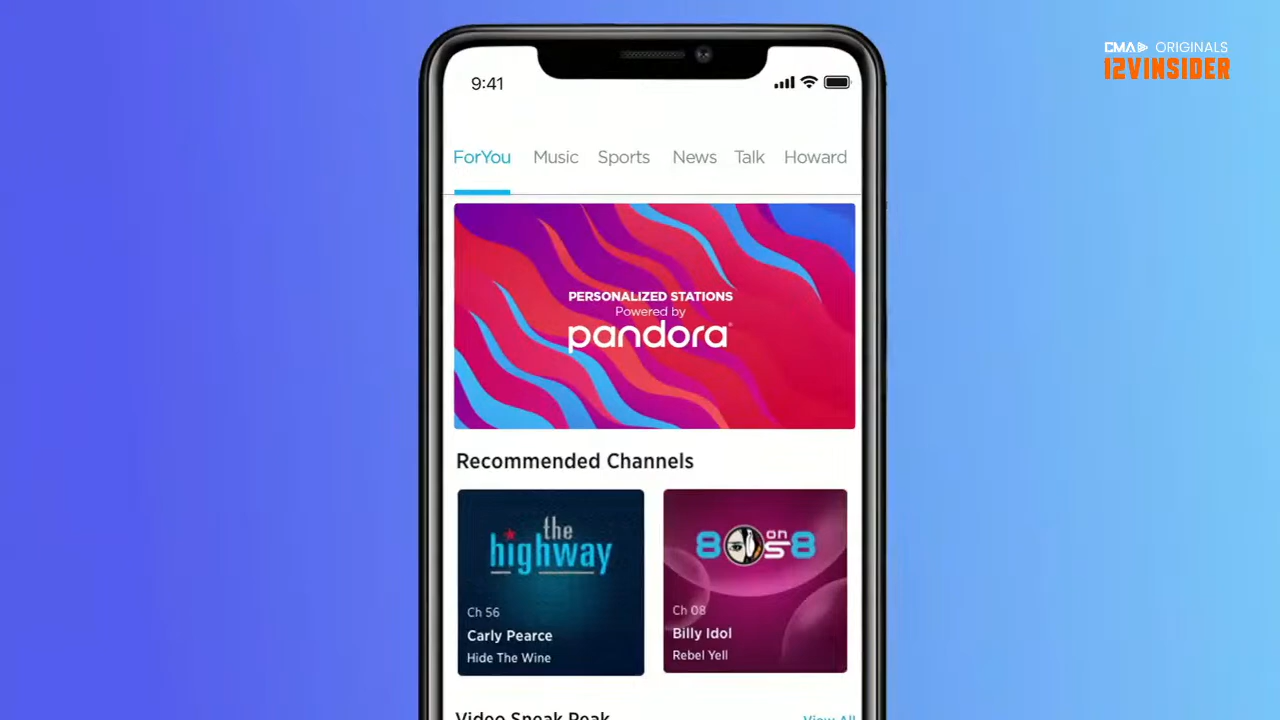 CMA ORIGINALS
12VINSIDER
9:41
ForYou Music Sports News Talk Howard
PERSONALIZED STATIONS
Powered by
pandora
Recommended Channels
the
highway
Ch 56
Carly Pearce
Hide The Wine
80s on 8
Ch 08
Billy Idol
Rebel Yell
Video Sneak Peak
View All